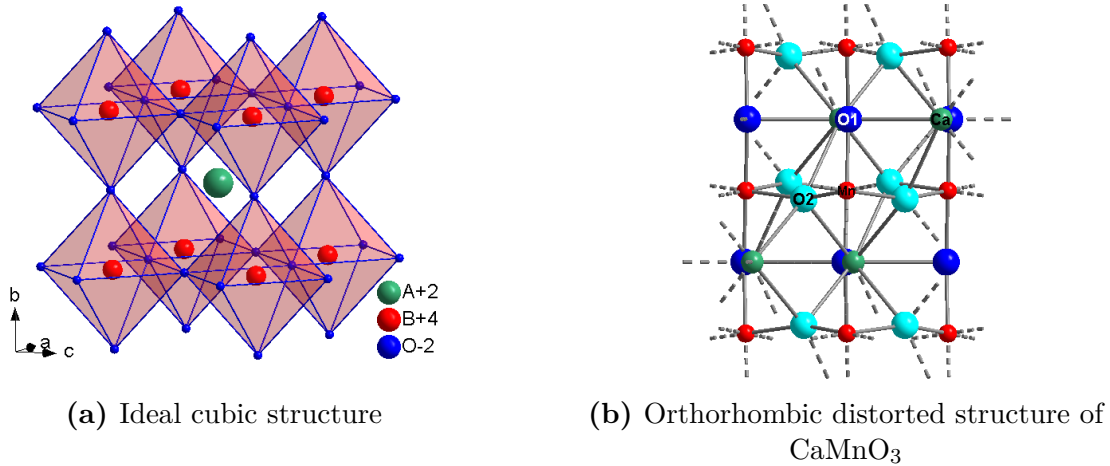 A+2
B+4
O-2
b
a
c
O1
Ca
Mn
O2
(a) Ideal cubic structure
(b) Orthorhombic distorted structure of
CaMnO3